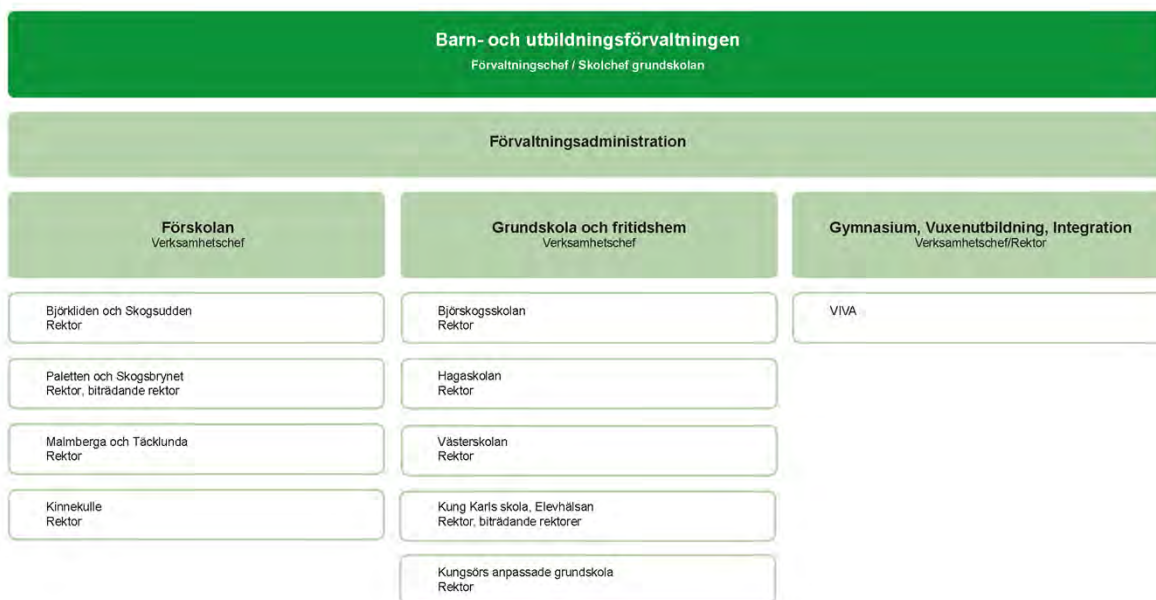 Barn- och utbildningsförvaltningen
Förvaltningschef / Skolchef grundskolan
Förvaltningsadministration
Förskolan
Verksamhetschef
Björkliden och Skogsudden
Rektor
Paletten och Skogsbrynet
Rektor, biträdande rektor
Malmberga och Täcklunda
Rektor
Kinnekulle
Rektor
Grundskola och fritidshem
Verksamhetschef
Björskogsskolan
Rektor
Hagaskolan
Rektor
Västerskolan
Rektor
Kung Karls skola, Elevhälsan
Rektor, biträdande rektorer
Kungsörs anpassade grundskola
Rektor
Gymnasium, Vuxenutbildning, Integration
Verksamhetschef/Rektor
VIVA